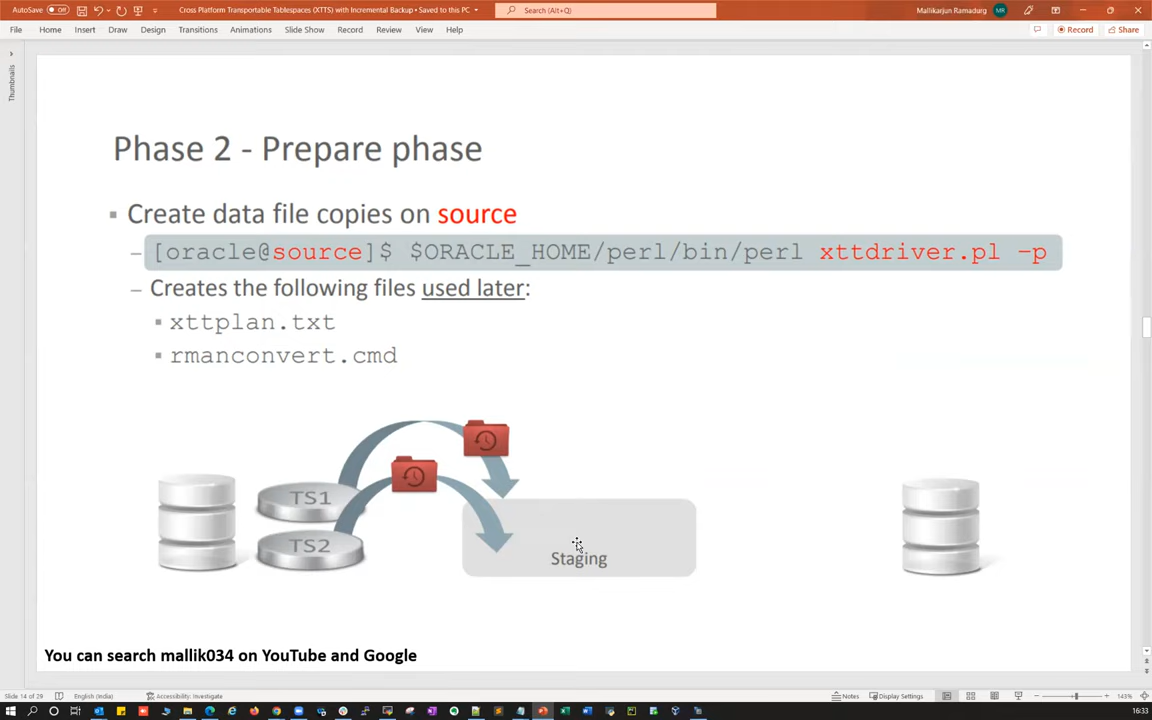 AutoSave Off
Cross Platform Transportable Tablespaces (XTTS) with Incremental Backup • Saved to this PC
Search (Alt+Q)
Mallikarjun Ramadurg MR
File Home Insert Draw Design Transitions Animations Slide Show Record Review View Help
Record Share
Thumbnails
Phase 2 - Prepare phase
Create data file copies on source
– [oracle@source]$ $ORACLE_HOME/perl/bin/perl xttdriver.pl –p
– Creates the following files used later:
xttplan.txt
rmanconvert.cmd
TS1
TS2
Staging
You can search mallik034 on YouTube and Google
Slide 14 of 29 English (India) Accessibility: Investigate Notes Display Settings 143%
16:33